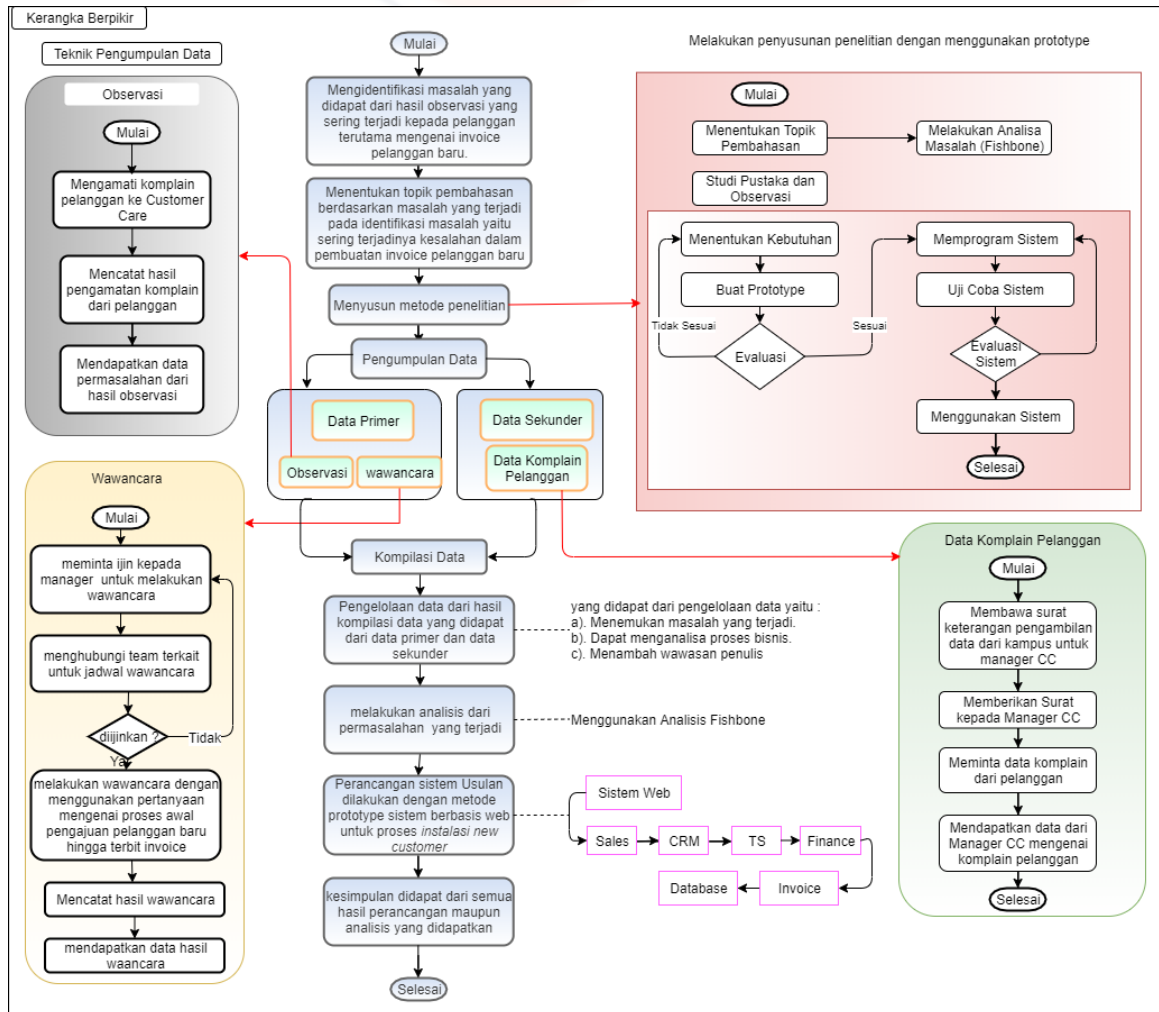 Kerangka Berpikir
Teknik Pengumpulan Data
Observasi
Mulai
Mengamati komplain
pelanggan ke Customer
Care
Mencatat hasil
pengamatan komplain
dari pelanggan
Mendapatkan data
permasalahan dari
hasil observasi
Wawancara
Mulai
meminta ijin kepada
manager untuk melakukan
wawancara
menghubungi team terkait
untuk jadwal wawancara
diijinkan ?
Tidak
Ya
melakukan wawancara dengan
menggunakan pertanyaan
mengenai proses awal
pengajuan pelanggan baru
hingga terbit invoice
Mencatat hasil wawancara
mendapatkan data hasil
waancara
Mulai
Mengidentifikasi masalah yang
didapat dari hasil observasi yang
sering terjadi kepada pelanggan
terutama mengenai invoice
pelanggan baru.
Menentukan topik pembahasan
berdasarkan masalah yang terjadi
pada identifikasi masalah yaitu
sering terjadinya kesalahan dalam
pembuatan invoice pelanggan baru
Menyusun metode penelitian
Pengumpulan Data
Data Primer
Observasi
wawancara
Data Sekunder
Data Komplain
Pelanggan
Kompilasi Data
Pengelolaan data dari hasil
kompilasi data yang didapat
dari data primer dan data
sekunder
yang didapat dari pengelolaan data yaitu :
a). Menemukan masalah yang terjadi.
b). Dapat menganalisa proses bisnis.
c). Menambah wawasan penulis
melakukan analisis dari
permasalahan yang terjadi
Menggunakan Analisis Fishbone
Perancangan sistem Usulan
dilakukan dengan metode
prototype sistem berbasis web
untuk proses instalasi new
customer
Sistem Web
Sales
CRM
TS
Finance
Invoice
Database
kesimpulan didapat dari semua
hasil perancangan maupun
analisis yang didapatkan
Selesai
Melakukan penyusunan penelitian dengan menggunakan prototype
Mulai
Menentukan Topik
Pembahasan
Melakukan Analisa
Masalah (Fishbone)
Studi Pustaka dan
Observasi
Menentukan Kebutuhan
Buat Prototype
Tidak Sesuai
Evaluasi
Sesuai
Memprogram Sistem
Uji Coba Sistem
Evaluasi
Sistem
Menggunakan Sistem
Selesai
Data Komplain Pelanggan
Mulai
Membawa surat
keterangan pengambilan
data dari kampus untuk
manager CC
Memberikan Surat
kepada Manager CC
Meminta data komplain
dari pelanggan
Mendapatkan data dari
Manager CC mengenai
komplain pelanggan
Selesai